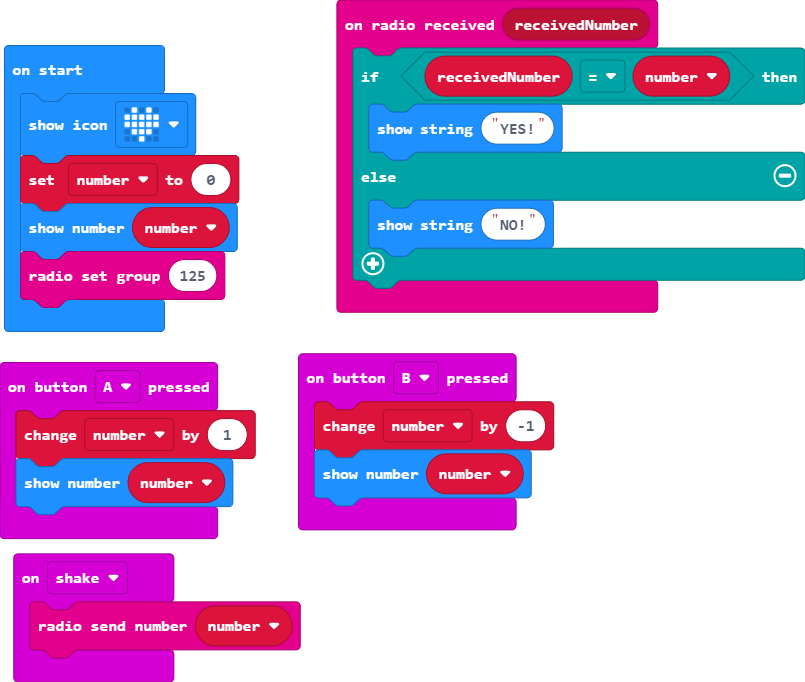 on start
show icon
set number to 0
show number number
radio set group 125
on radio received receivedNumber
if receivedNumber = number then
show string "YES!"
else
show string "NO!"
on button A pressed
change number by 1
show number number
on button B pressed
change number by -1
show number number
on shake
radio send number number